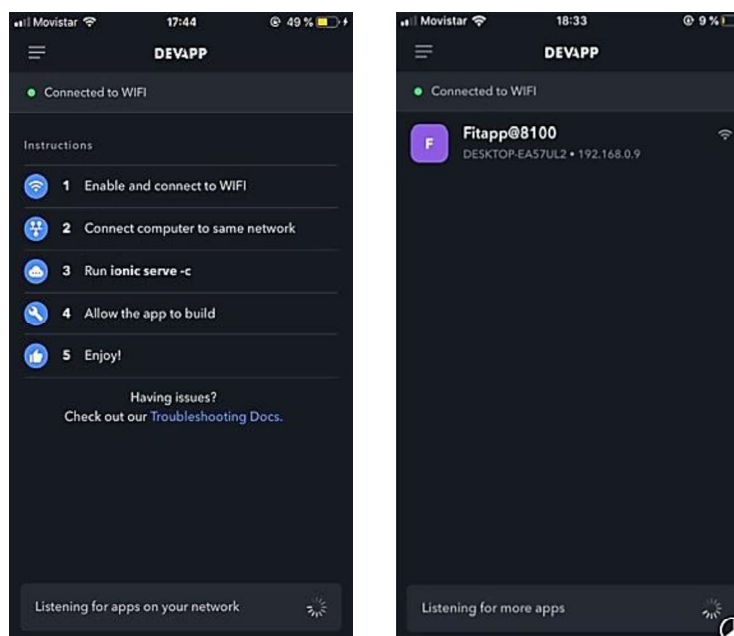 Movistar 17:44 49 %
DEVAPP
Connected to WIFI
Instructions
1 Enable and connect to WIFI
2 Connect computer to same network
3 Run ionic serve -c
4 Allow the app to build
5 Enjoy!
Having issues?
Check out our Troubleshooting Docs.
Listening for apps on your network
Movistar 18:33 9 %
DEVAPP
Connected to WIFI
F
Fitapp@8100
DESKTOP-EA57UL2 • 192.168.0.9
Listening for more apps